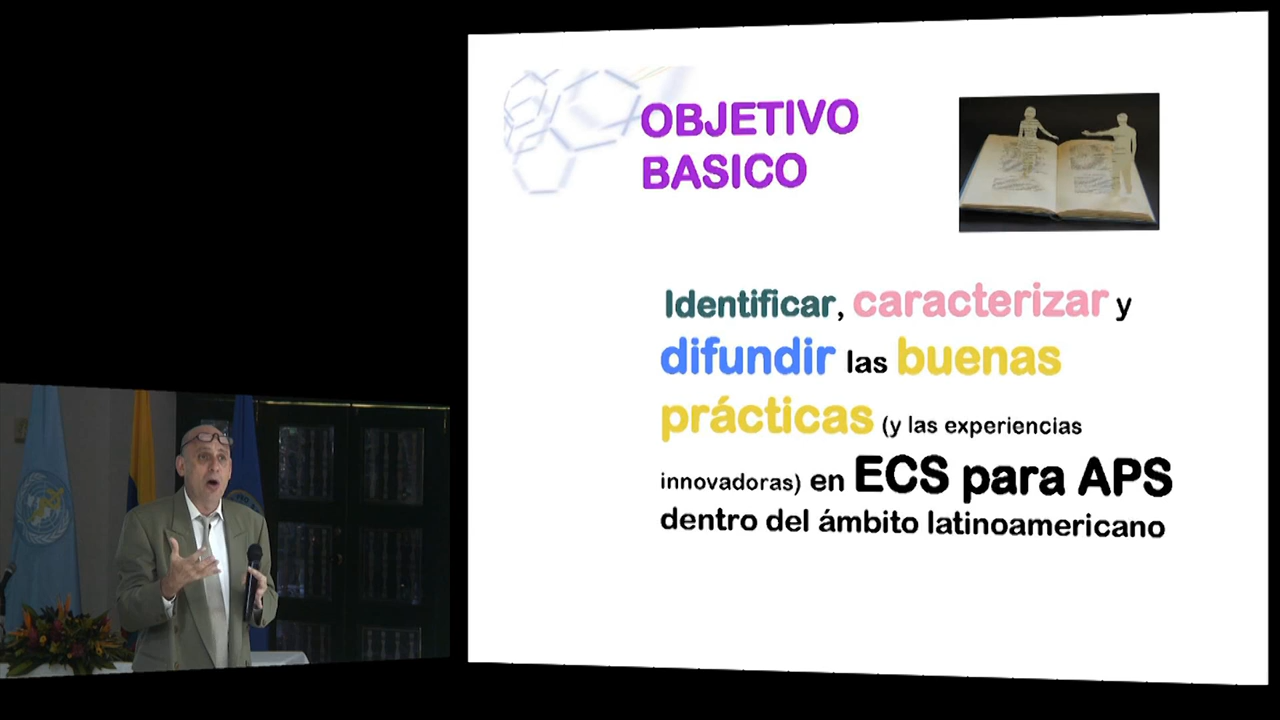 OBJETIVO
BASICO
Identificar, caracterizar y
difundir las buenas
prácticas (y las experiencias
innovadoras) en ECS para APS
dentro del ámbito latinoamericano